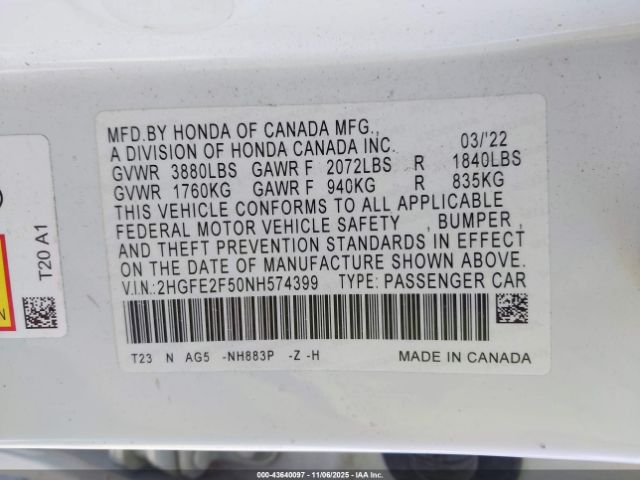 MFD.BY HONDA OF CANADA MFG.,
A DIVISION OF HONDA CANADA INC. 03/'22
GVWR 3880LBS GAWR F 2072LBS R 1840LBS
GVWR 1760KG GAWR F 940KG R 835KG
THIS VEHICLE CONFORMS TO ALL APPLICABLE
FEDERAL MOTOR VEHICLE SAFETY , BUMPER ,
AND THEFT PREVENTION STANDARDS IN EFFECT
ON THE DATE OF MANUFACTURE SHOWN ABOVE.
V.I.N.:2HGFE2F50NH574399 TYPE: PASSENGER CAR
T23 N AG5 -NH883P -Z -H MADE IN CANADA
T20 A1
000-43640097 - 11/06/2025 - IAAI.COM